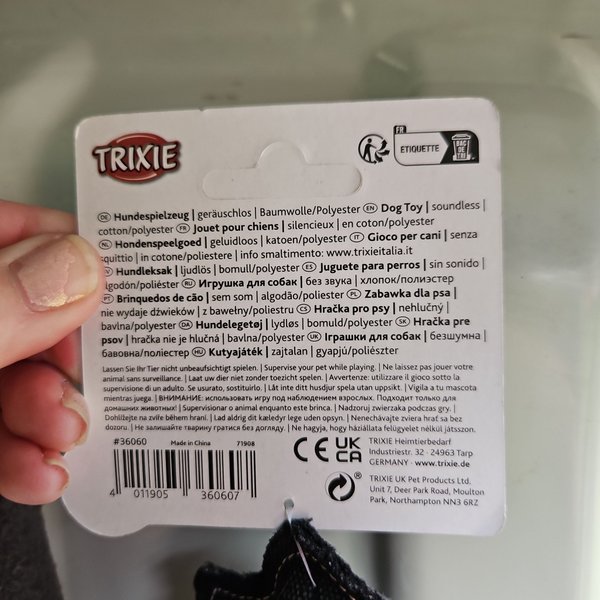 TRIXIE
FR
ETIQUETTE
BAC DE TRI
DE Hundespielzeug | geräuschlos | Baumwolle/Polyester EN Dog Toy | soundless |
cotton/polyester FR Jouet pour chiens | silencieux | en coton/polyester
NL Hondenspeelgoed | geluidloos | katoen/polyester IT Gioco per cani | senza
squittio | in cotone/poliestere | info smaltimento: www.trixieitalia.it
Hundleksak | ljudlös | bomull/polyester ES Juguete para perros | sin sonido |
algodón/poliéster RU Игрушка для собак | без звука | хлопок/полиэстер
PT Brinquedos de cão | sem som | algodão/poliéster PL Zabawka dla psa |
nie wydaje dźwieków | z bawełny/poliestru CS Hračka pro psy | nehlučný |
bavlna/polyester DA Hundelegetøj | lydløs | bomuld/polyester SK Hračka pre
psov | hračka nie je hlučná | bavlna/polyester UK Іграшки для собак | безшумна |
бавовна/поліестер HU Kutyajáték | zajtalan | gyapjú/poliészter
Lassen Sie Ihr Tier nicht unbeaufsichtigt spielen. | Supervise your pet while playing. | Ne laissez pas jouer votre
animal sans surveillance. | Laat uw dier niet zonder toezicht spelen. | Avvertenze: utilizzare il gioco sotto la
supervisione di un adulto. Se usurato, sostituirlo. | Låt inte ditt husdjur spela utan uppsikt. | Vigila a tu mascota
mientras juega. | ВНИМАНИЕ: использовать игру под наблюдением взрослых. Подходит только для
домашних животных! | Supervisionar o animal enquanto brinca. | Nadzoruj zwierzaka podczas gry. |
Dohlížejte na zvíře během hraní. | Lad aldrig dit kæledyr lege uden opsyn. | Nenechávajte zviera hrať sa bez
dozoru. | Не залишайте тварину грати без нагляду. | Ne hagyja, hogy háziállata felügyelet nélkül játsszon.
#36060 Made in China 71908
4 011905 360607
CE UK CA
TRIXIE Heimtierbedarf
Industriestr. 32 · 24963 Tarp
GERMANY · www.trixie.de
TRIXIE UK Pet Products Ltd.
Unit 7, Deer Park Road, Moulton
Park, Northampton NN3 6RZ